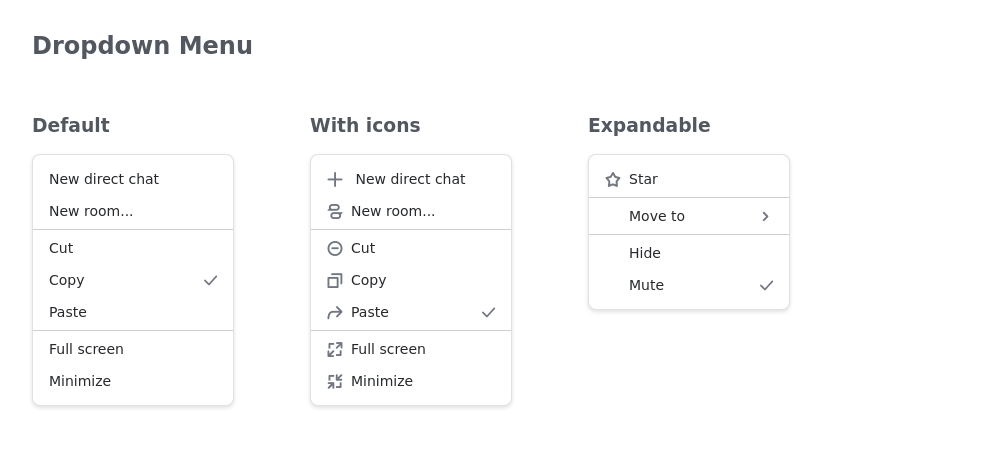 Dropdown Menu
Default
New direct chat
New room...
Cut
Copy
Paste
Full screen
Minimize
With icons
New direct chat
New room...
Cut
Copy
Paste
Full screen
Minimize
Expandable
Star
Move to
Hide
Mute